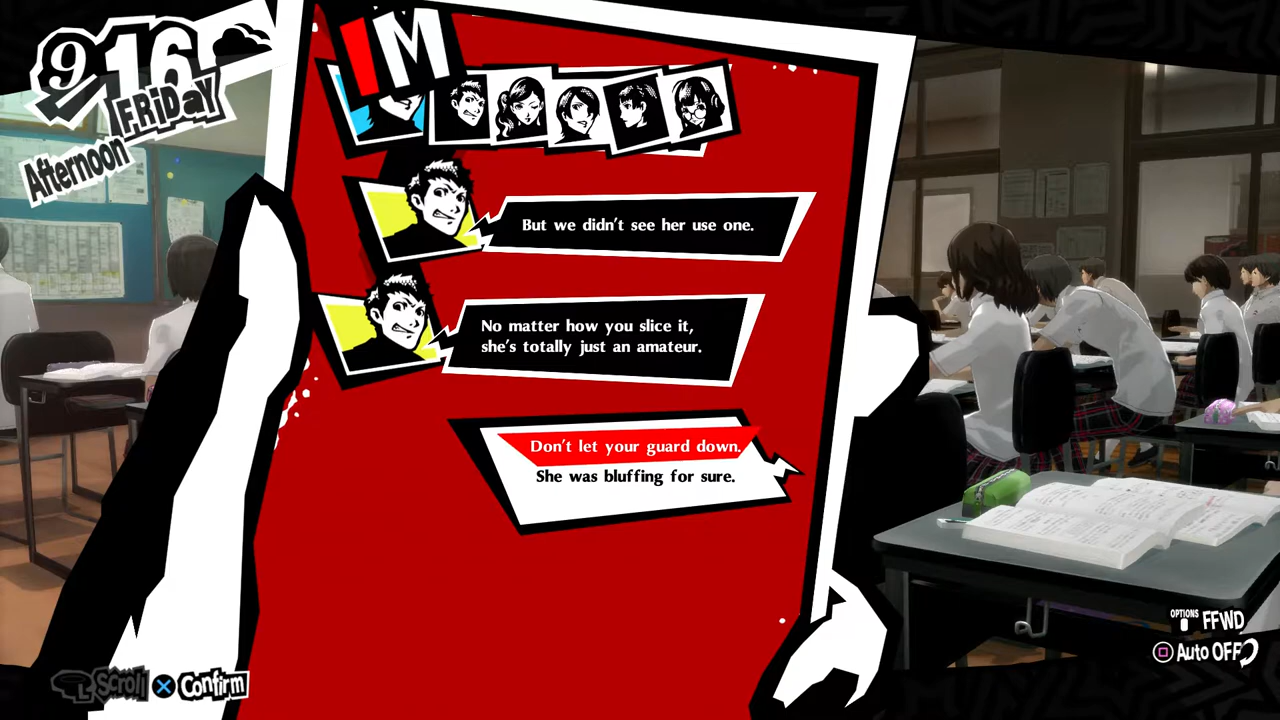 9/16
FRiDaY
Afternoon
IM
But we didn't see her use one.
No matter how you slice it,
she's totally just an amateur.
Don't let your guard down.
She was bluffing for sure.
OPTIONS FFWD
Auto OFF
L Scroll Confirm